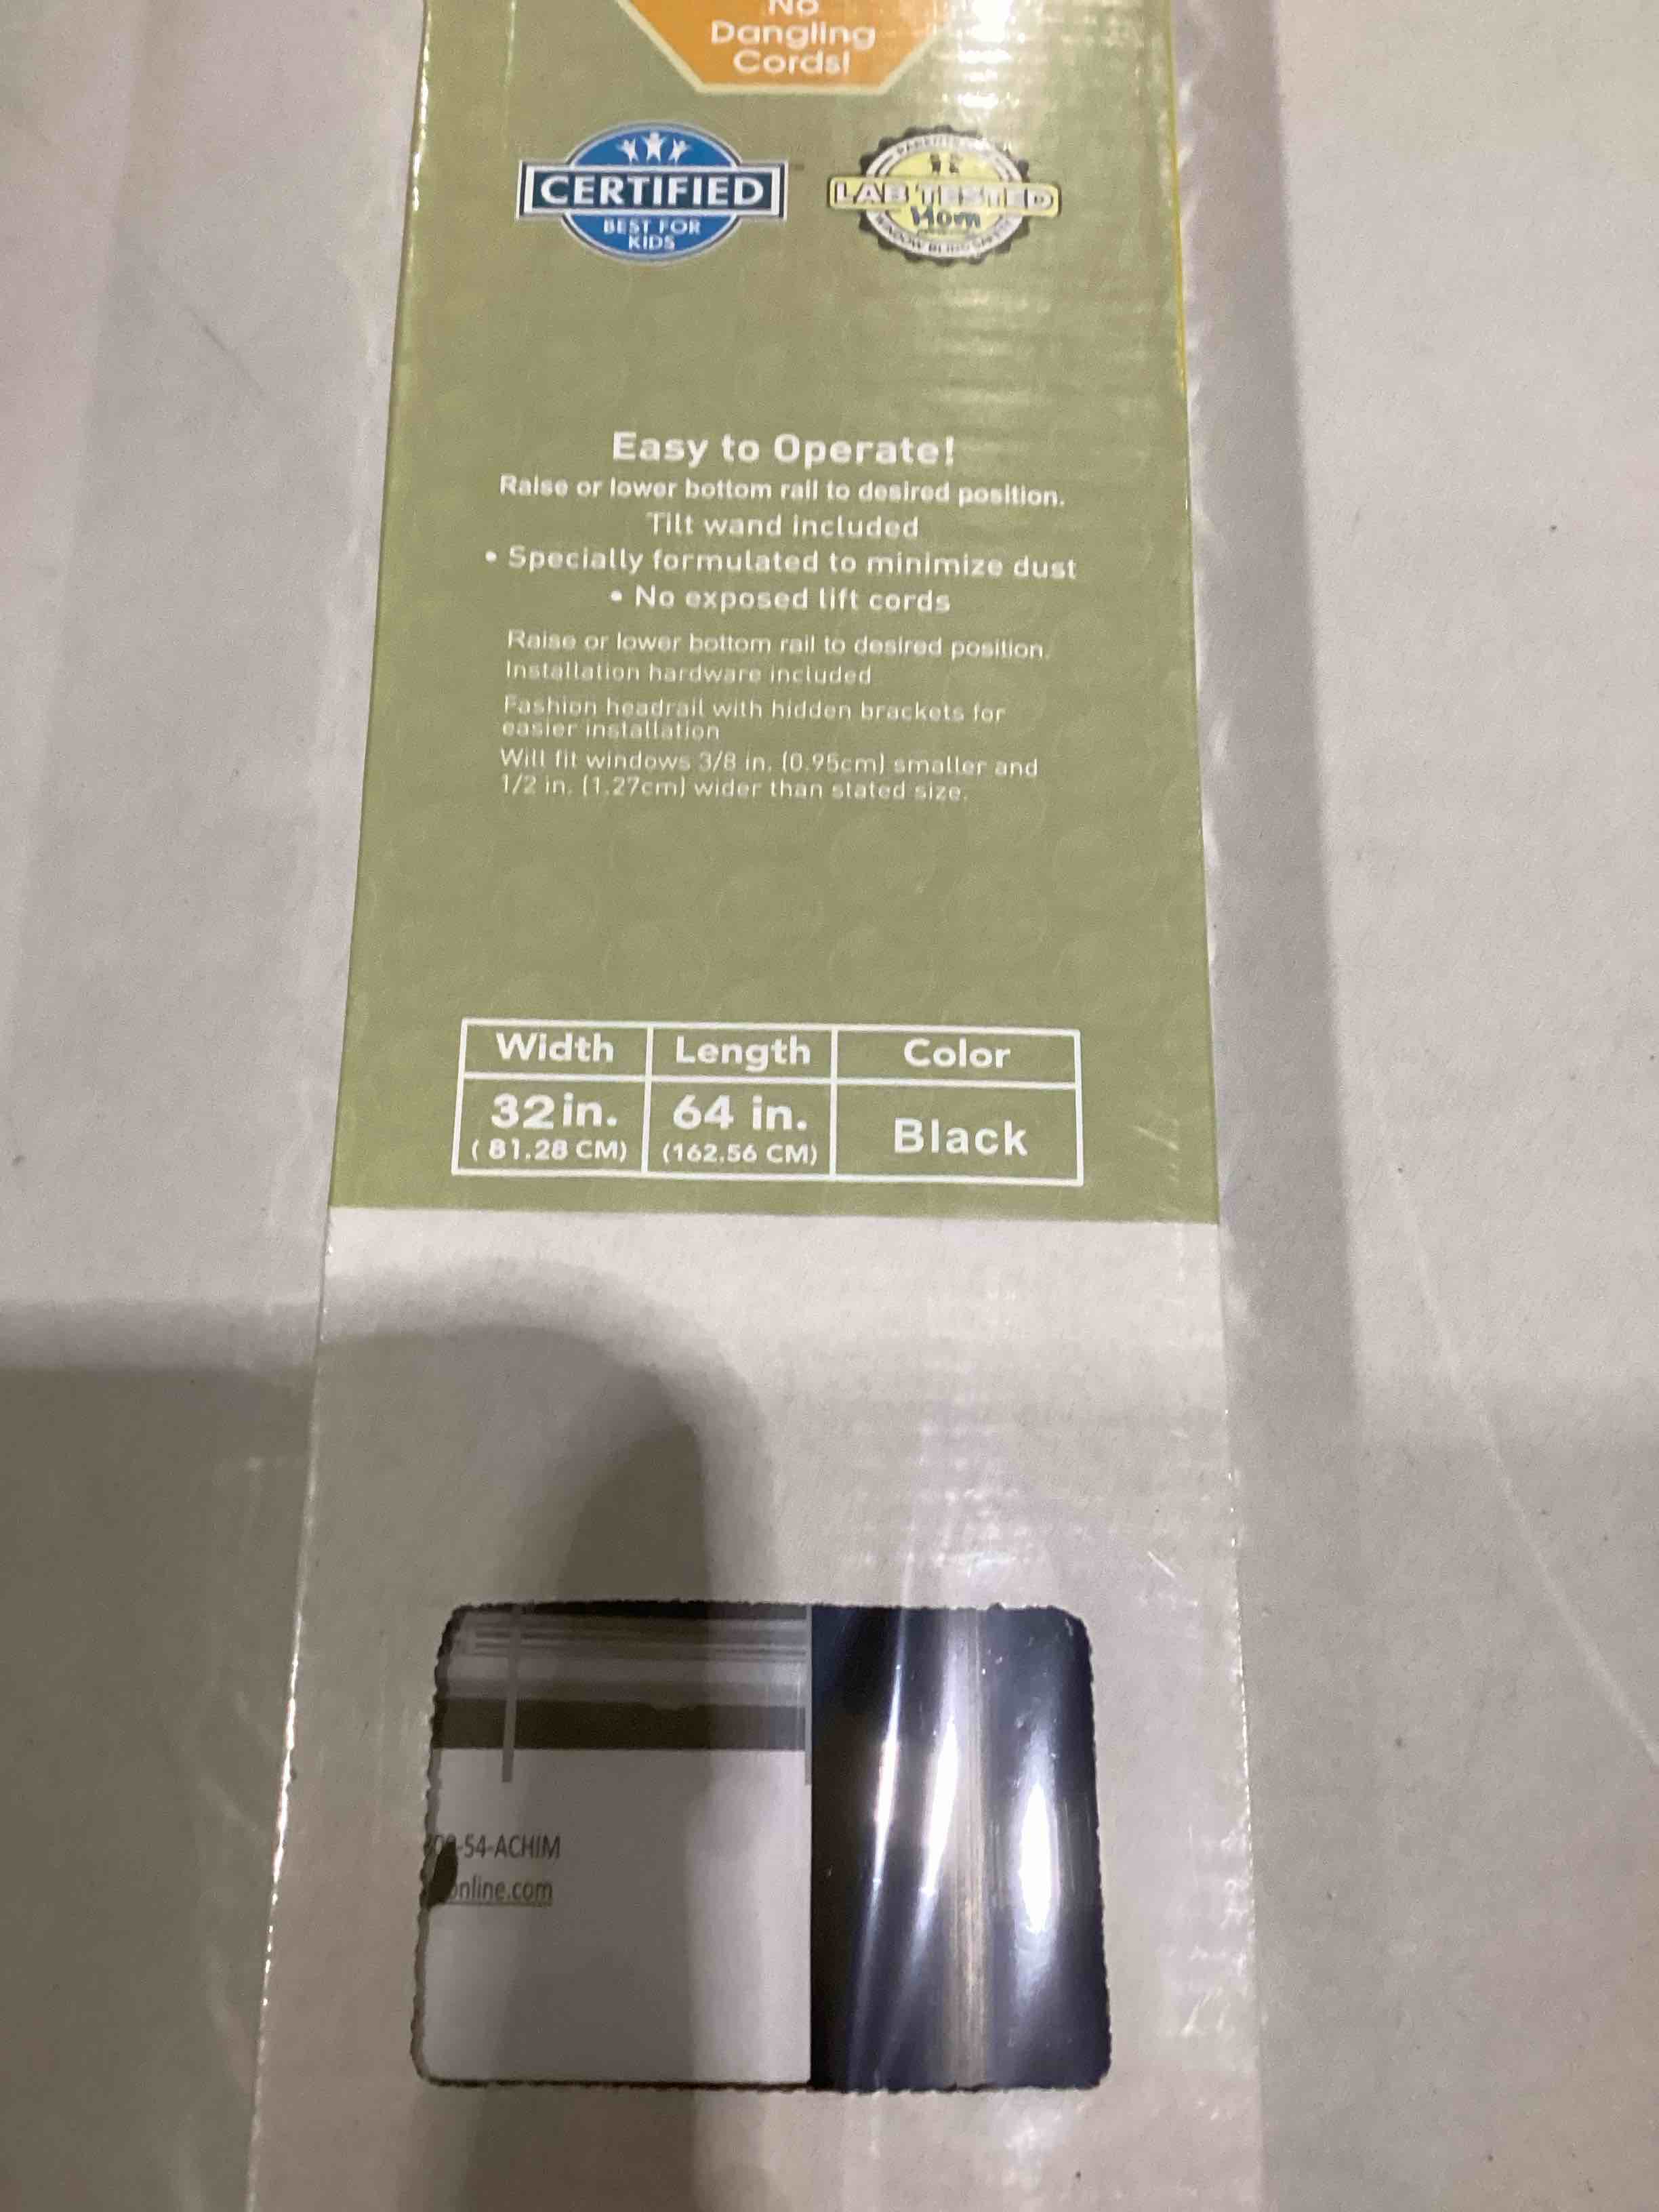 No
Dangling
Cords!
CERTIFIED
BEST FOR
KIDS
LAB TESTED
Mom
WINDOW BLIND SAFETY
Easy to Operate!
Raise or lower bottom rail to desired position.
Tilt wand included
• Specially formulated to minimize dust
• No exposed lift cords
Raise or lower bottom rail to desired position.
Installation hardware included
Fashion headrail with hidden brackets for
easier installation
Will fit windows 3/8 in. (0.95cm) smaller and
1/2 in. (1.27cm) wider than stated size.
Width Length Color
32in. 64 in. Black
( 81.28 CM) (162.56 CM)
-54-ACHIM
online.com